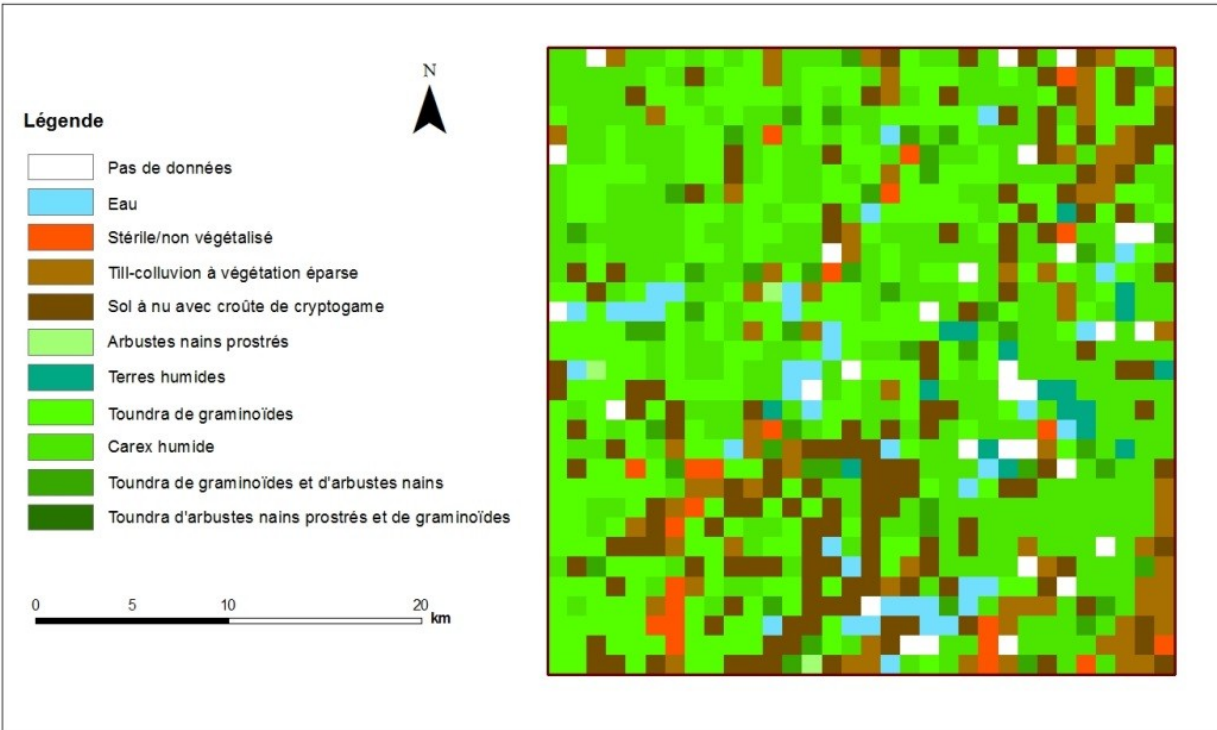 N
Légende
Pas de données
Eau
Stérile/non végétalisé
Till-colluvion à végétation éparse
Sol à nu avec croûte de cryptogame
Arbustes nains prostrés
Terres humides
Toundra de graminoïdes
Carex humide
Toundra de graminoïdes et d'arbustes nains
Toundra d'arbustes nains prostrés et de graminoïdes
0 5 10 20
km